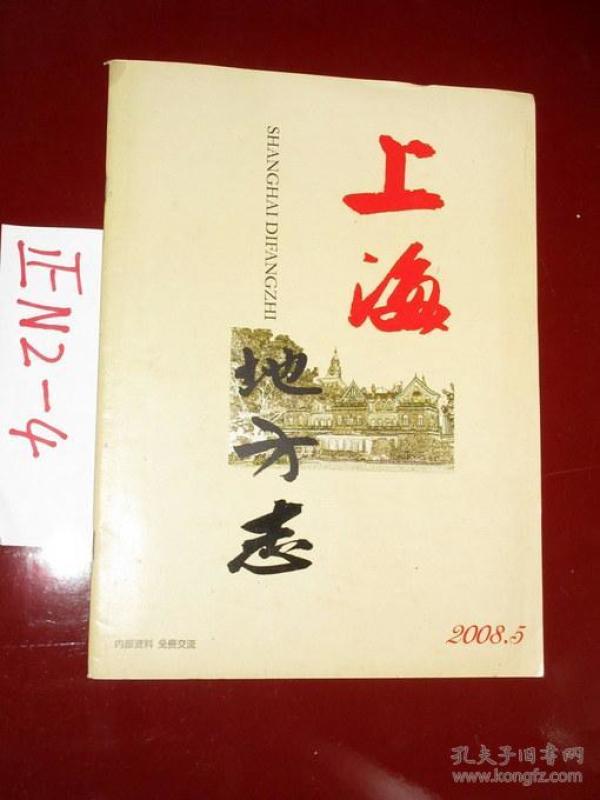 上海
SHANGHAI DIFANGZHI
地方志
正N2-4
内部资料 免费交流
2008.5
孔夫子旧书网
www.kongfz.com